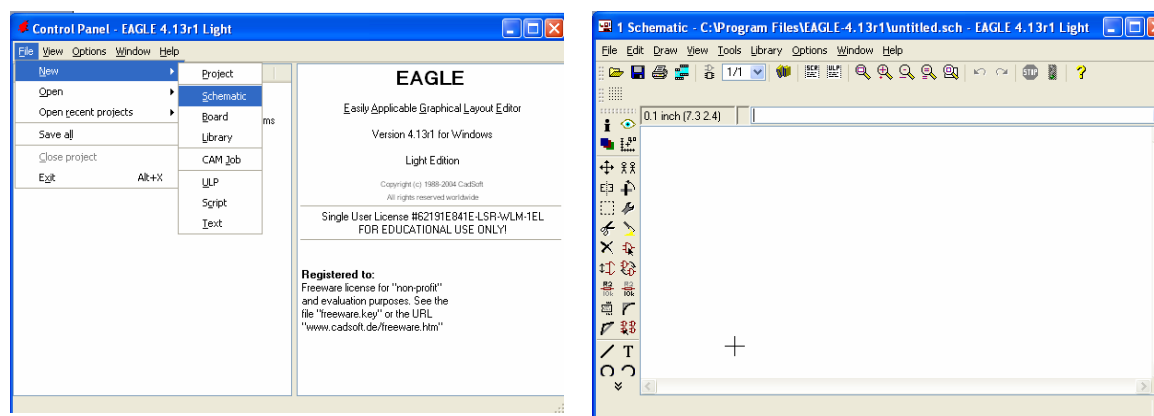 Control Panel - EAGLE 4.13r1 Light
File View Options Window Help
New
Open
Open recent projects
Save all
Close project
Exit Alt+X
Project
Schematic
Board
Library
CAM Job
ULP
Script
Text
ms
EAGLE
Easily Applicable Graphical Layout Editor
Version 4.13r1 for Windows
Light Edition
Copyright (c) 1988-2004 CadSoft
All rights reserved worldwide
Single User License #62191E841E-LSR-WLM-1EL
FOR EDUCATIONAL USE ONLY!
Registered to:
Freeware license for "non-profit"
and evaluation purposes. See the
file "freeware.key" or the URL
"www.cadsoft.de/freeware.htm"
1 Schematic - C:\Program Files\EAGLE-4.13r1\untitled.sch - EAGLE 4.13r1 Light
File Edit Draw View Tools Library Options Window Help
1/1
SCR ULP
STOP
0.1 inch (7.3 2.4)
R2 R2
10k 10k
T